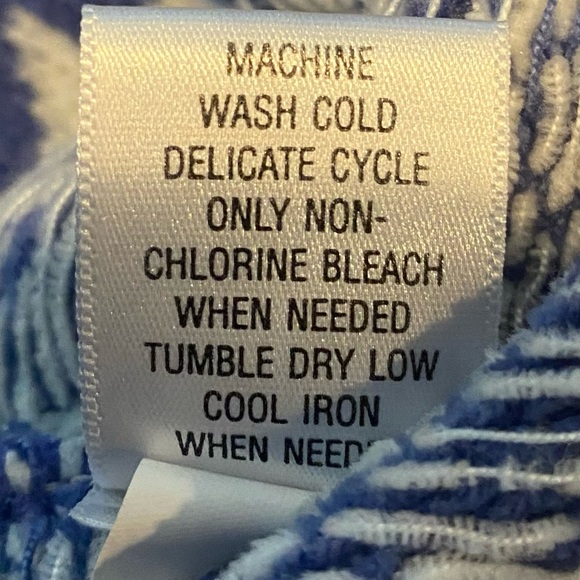 MACHINE
WASH COLD
DELICATE CYCLE
ONLY NON-
CHLORINE BLEACH
WHEN NEEDED
TUMBLE DRY LOW
COOL IRON
WHEN